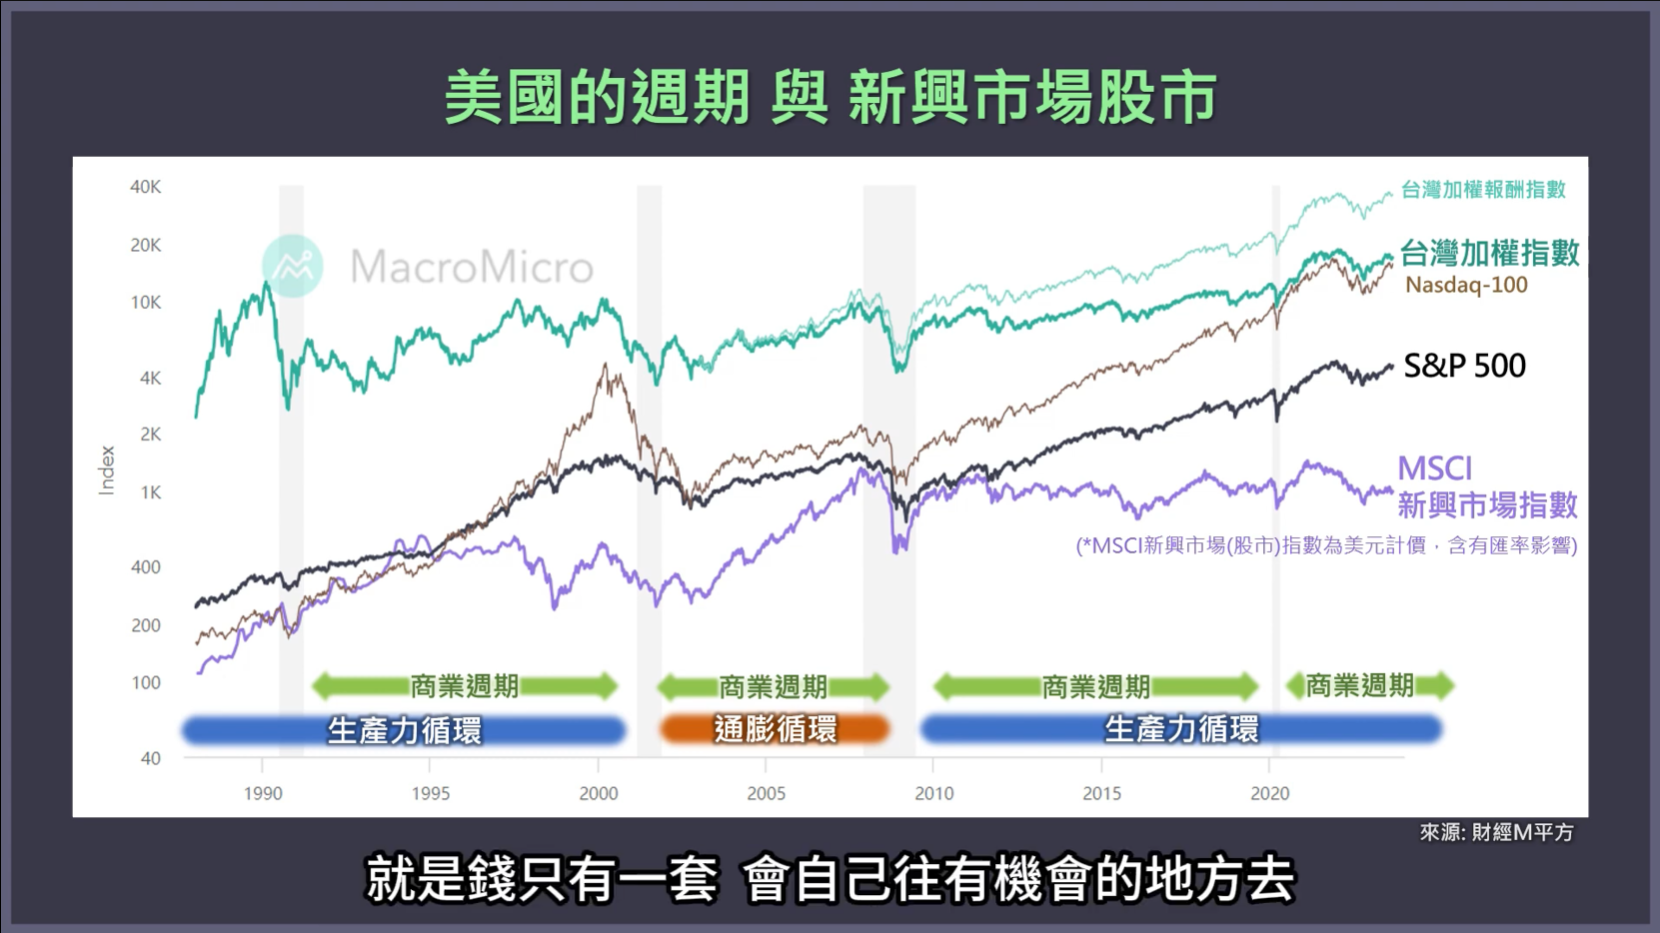 美國的週期 與 新興市場股市
40K
20K
10K
4K
2K
1K
400
200
100
40
Index
MacroMicro
台灣加權報酬指數
台灣加權指數
Nasdaq-100
S&P 500
MSCI
新興市場指數
(*MSCI新興市場(股市)指數為美元計價，含有匯率影響)
商業週期 商業週期 商業週期 商業週期
生產力循環 通膨循環 生產力循環
1990 1995 2000 2005 2010 2015 2020
來源: 財經M平方
就是錢只有一套 會自己往有機會的地方去